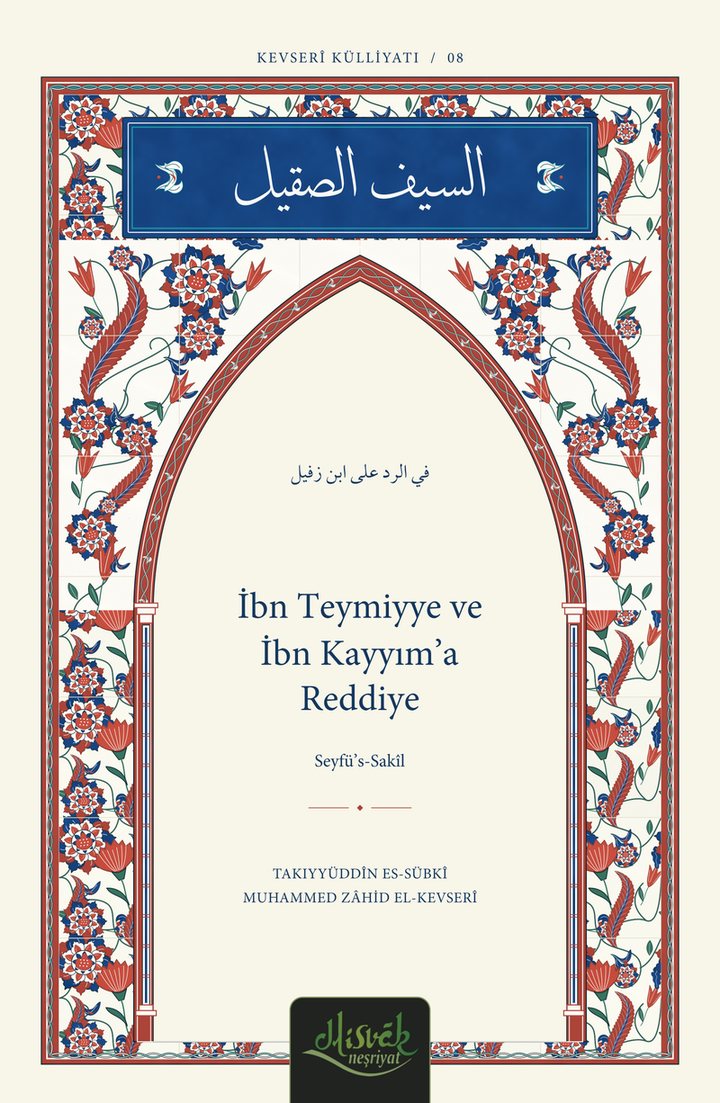 KEVSERÎ KÜLLİYATI / 08
السيف الصقيل
في الرد على ابن زفيل
İbn Teymiyye ve
İbn Kayyım’a
Reddiye
Seyfü’s-Sakîl
TAKIYYÜDDÎN ES-SÜBKÎ
MUHAMMED ZÂHİD EL-KEVSERÎ
Misvâk
neşriyat